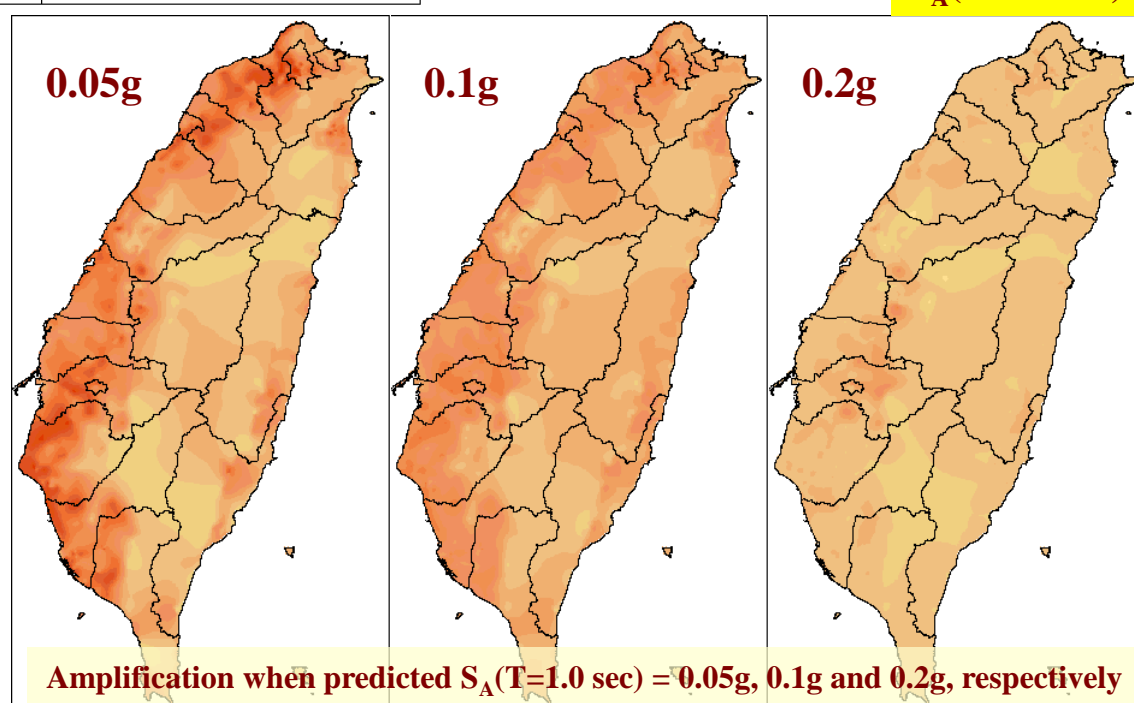 0.05g
0.1g
0.2g
Amplification when predicted S_A(T=1.0 sec) = 0.05g, 0.1g and 0.2g, respectively